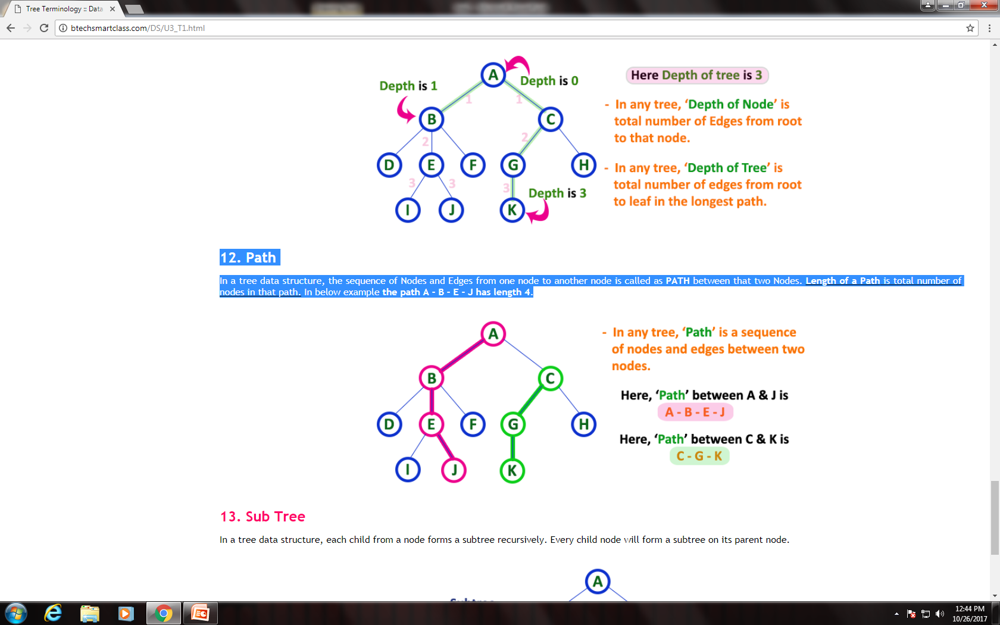 Tree Terminology :: Data
btechsmartclass.com/DS/U3_T1.html
A
Depth is 0
Here Depth of tree is 3
Depth is 1
1
1
- In any tree, ‘Depth of Node’ is
total number of Edges from root
to that node.
B
C
2
2
D
E
F
G
H
- In any tree, ‘Depth of Tree’ is
total number of edges from root
to leaf in the longest path.
3
3
3
Depth is 3
I
J
K
12. Path
In a tree data structure, the sequence of Nodes and Edges from one node to another node is called as PATH between that two Nodes. Length of a Path is total number of
nodes in that path. In below example the path A - B - E - J has length 4.
A
- In any tree, ‘Path’ is a sequence
of nodes and edges between two
nodes.
B
C
Here, ‘Path’ between A & J is
A - B - E - J
D
E
F
G
H
Here, ‘Path’ between C & K is
C - G - K
I
J
K
13. Sub Tree
In a tree data structure, each child from a node forms a subtree recursively. Every child node will form a subtree on its parent node.
A
Subtree
12:44 PM
10/26/2017